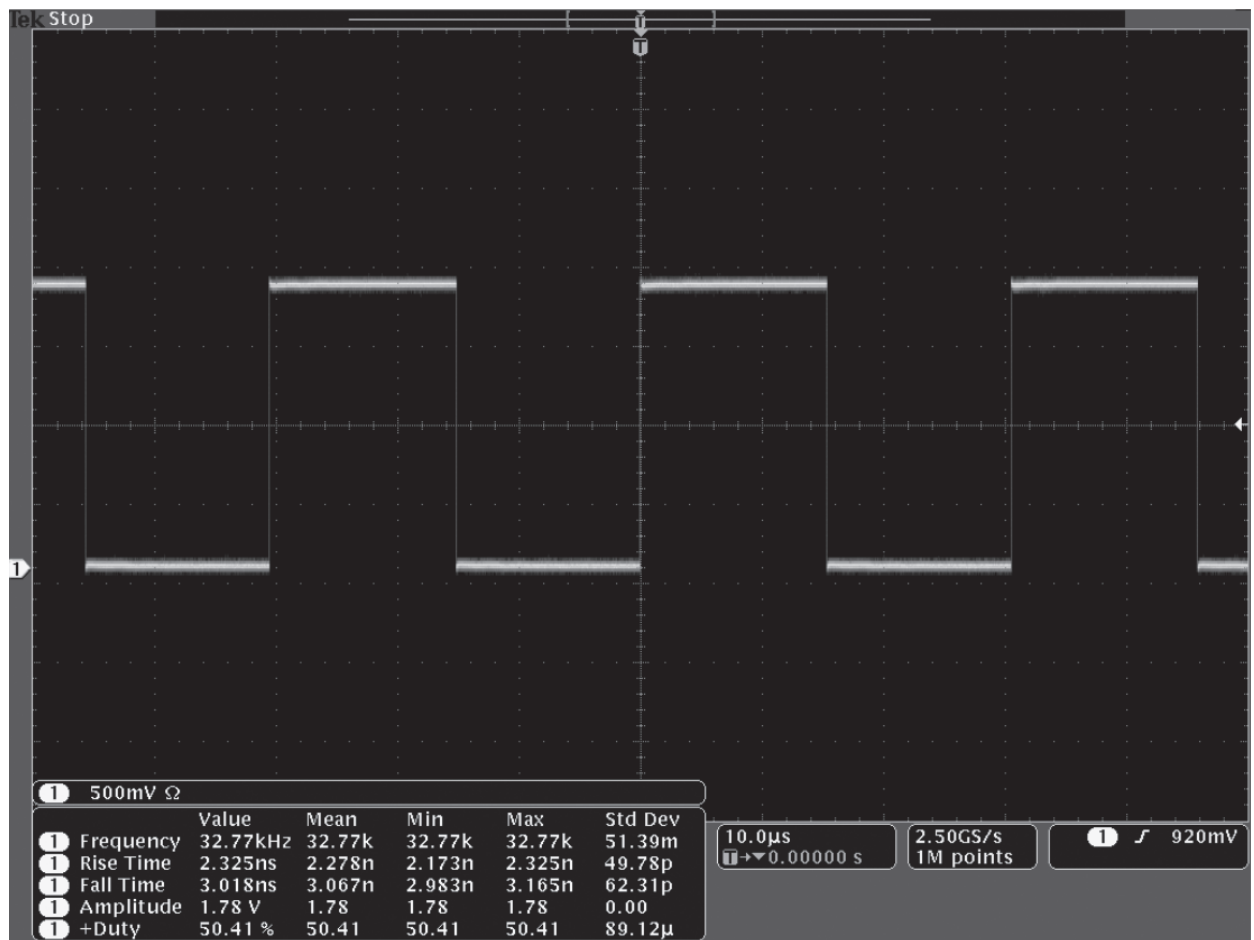 Tek Stop
T
T
1
1 500mV Ω
Value Mean Min Max Std Dev
1 Frequency 32.77kHz 32.77k 32.77k 32.77k 51.39m
1 Rise Time 2.325ns 2.278n 2.173n 2.325n 49.78p
1 Fall Time 3.018ns 3.067n 2.983n 3.165n 62.31p
1 Amplitude 1.78 V 1.78 1.78 1.78 0.00
1 +Duty 50.41 % 50.41 50.41 50.41 89.12µ
10.0µs
T→▼0.00000 s
2.50GS/s
1M points
1 ∫ 920mV